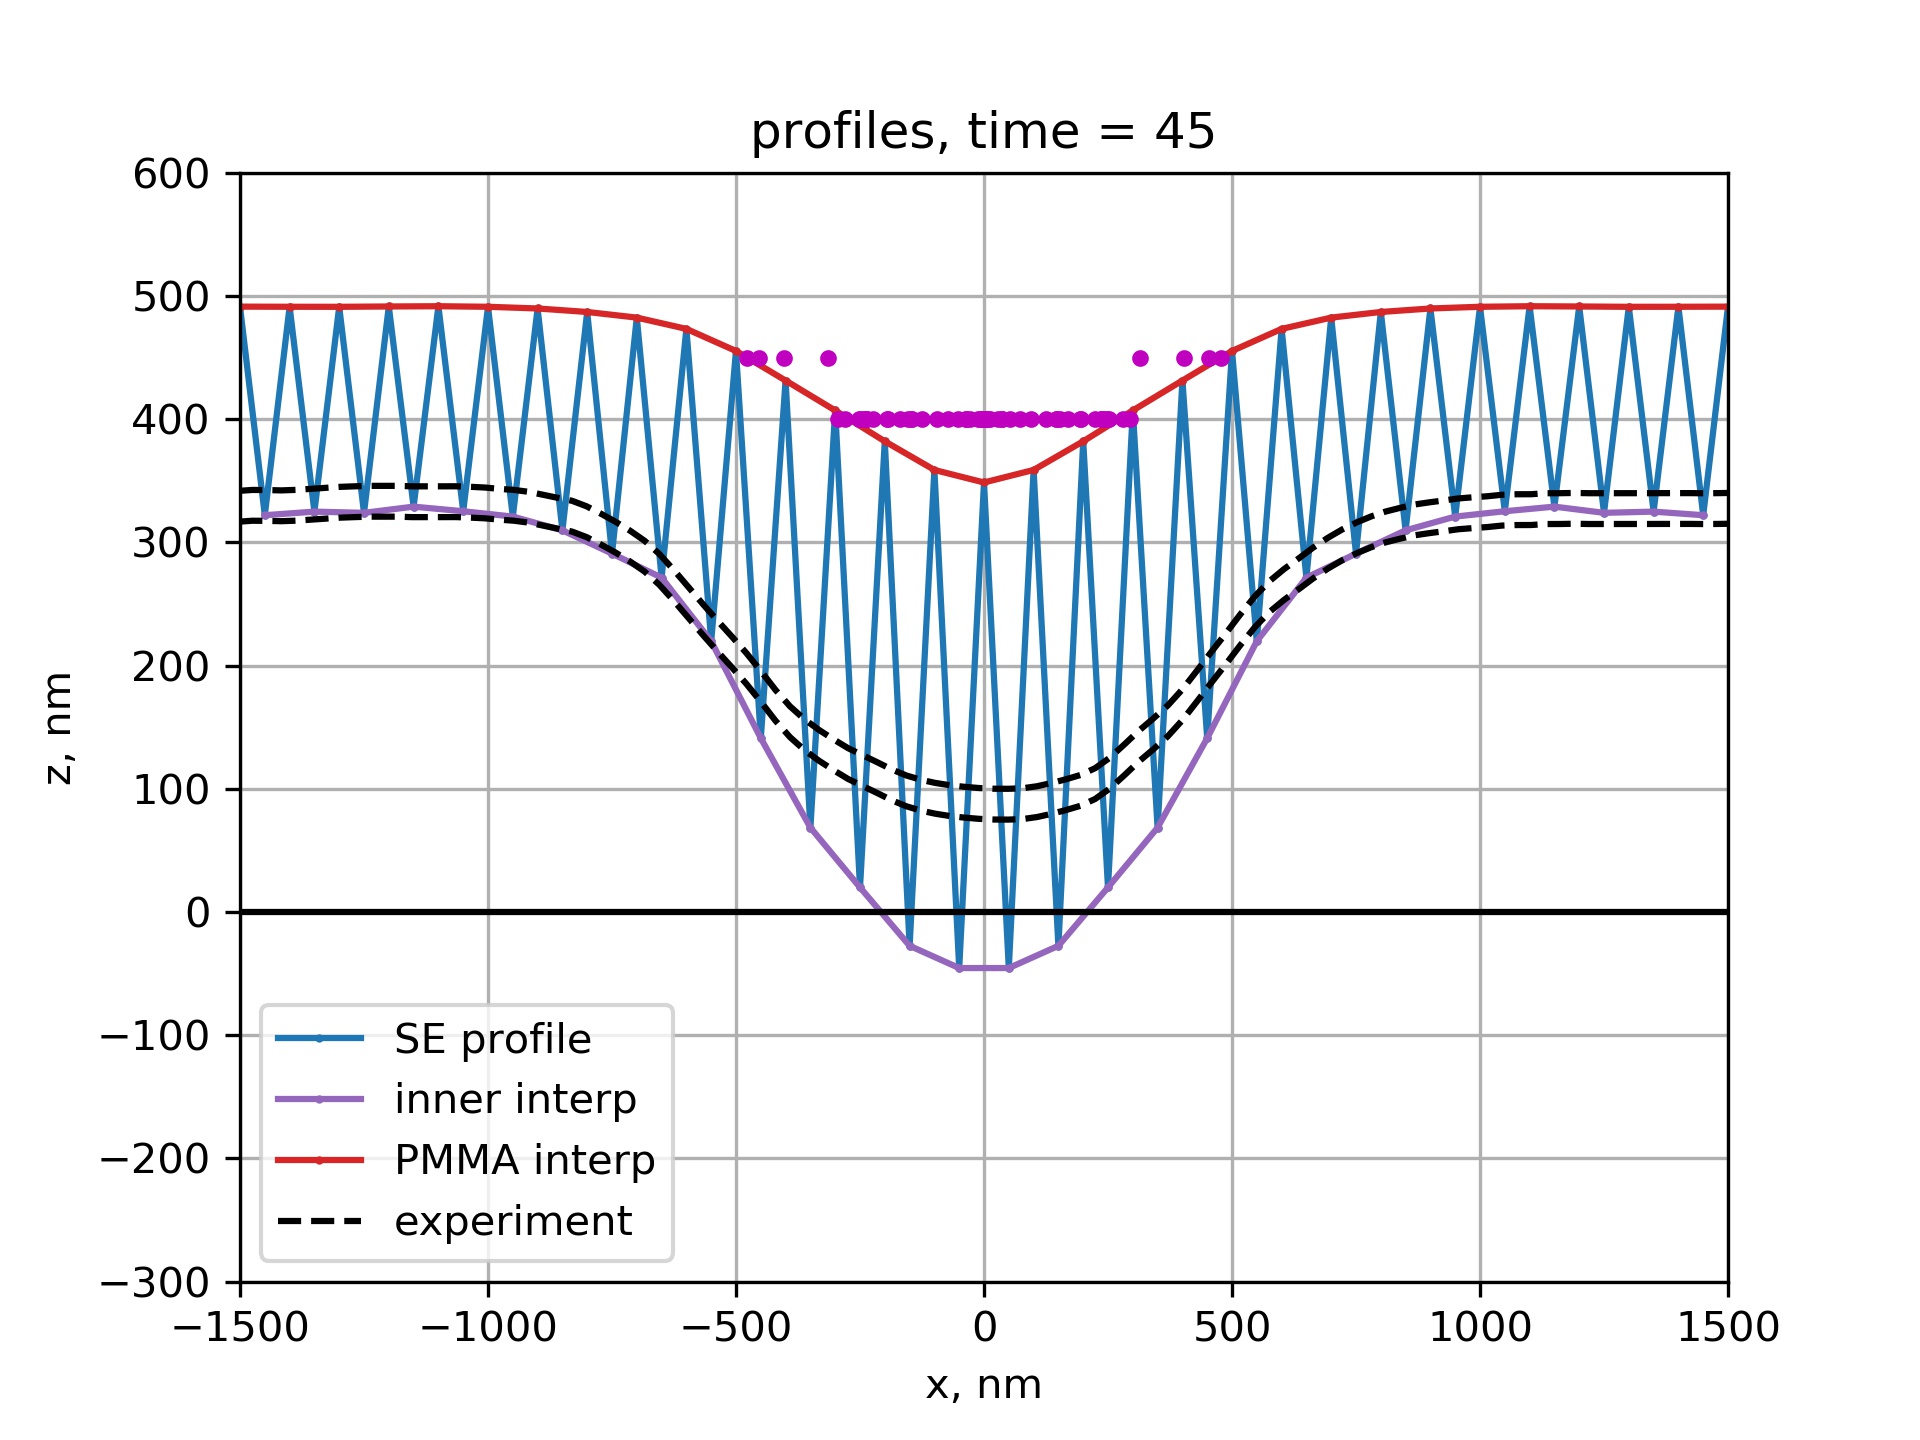 profiles, time = 45
600
500
400
300
200
100
0
−100
−200
−300
z, nm
SE profile
inner interp
PMMA interp
experiment
−1500 −1000 −500 0 500 1000 1500
x, nm